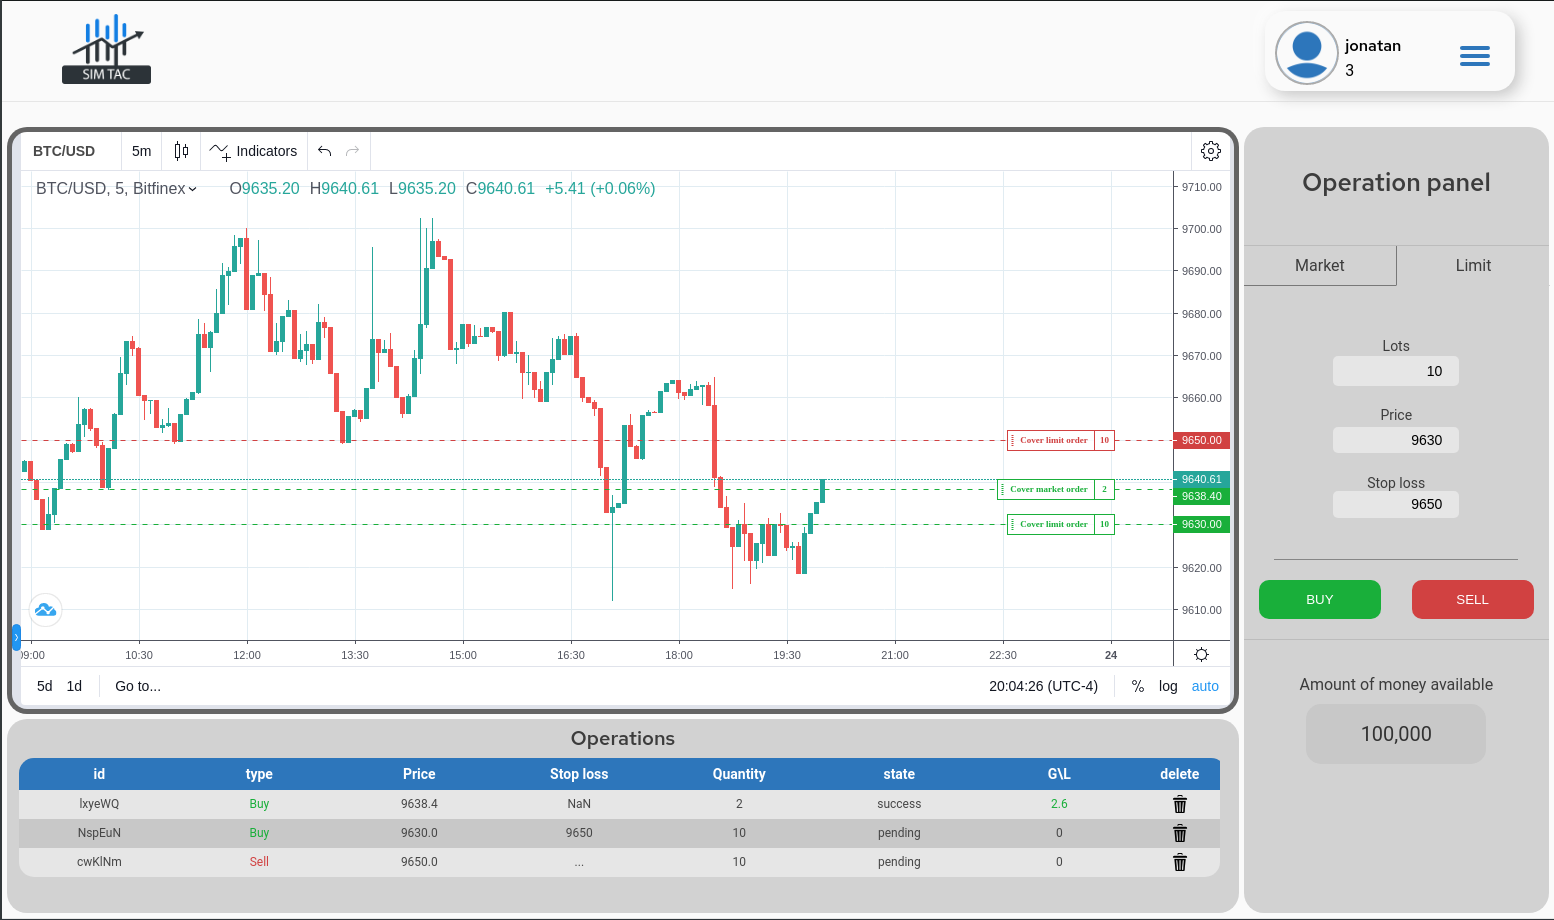 SIM TAC
jonatan
3
BTC/USD 5m Indicators
BTC/USD, 5, Bitfinex O9635.20 H9640.61 L9635.20 C9640.61 +5.41 (+0.06%)
9710.00
9700.00
9690.00
9680.00
9670.00
9660.00
Cover limit order 10 9650.00
9640.61
Cover market order 2 9638.40
Cover limit order 10 9630.00
9620.00
9610.00
09:00 10:30 12:00 13:30 15:00 16:30 18:00 19:30 21:00 22:30 24
5d 1d Go to... 20:04:26 (UTC-4) % log auto
Operation panel
Market Limit
Lots
10
Price
9630
Stop loss
9650
BUY SELL
Amount of money available
100,000
Operations
id type Price Stop loss Quantity state G\L delete
lxyeWQ Buy 9638.4 NaN 2 success 2.6
NspEuN Buy 9630.0 9650 10 pending 0
cwKlNm Sell 9650.0 ... 10 pending 0